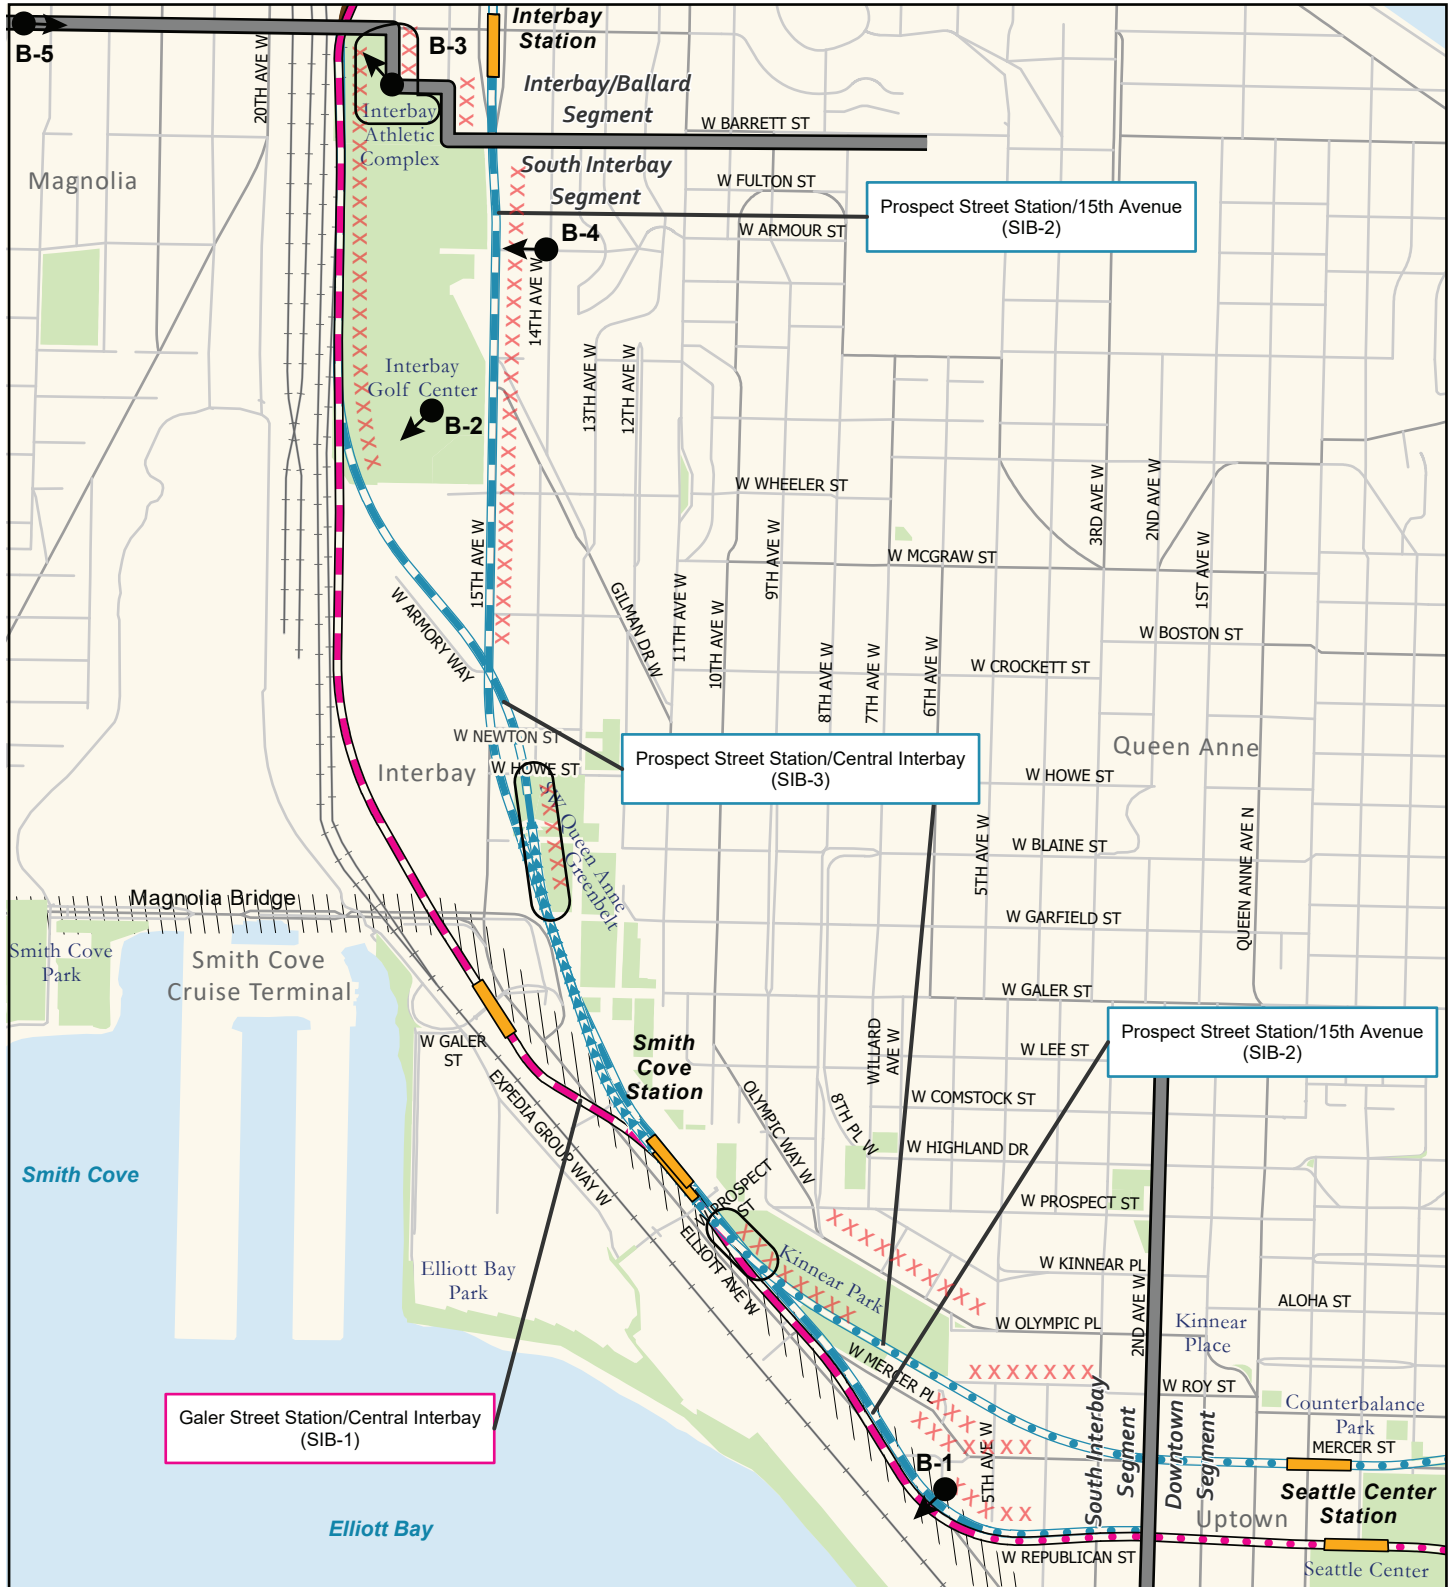 B-5
20TH AVE W
B-3
Interbay
Station
Interbay/Ballard
Segment
Interbay
Athletic
Complex
W BARRETT ST
Magnolia
South Interbay
Segment
W FULTON ST
Prospect Street Station/15th Avenue
(SIB-2)
W ARMOUR ST
B-4
14TH AVE W
Interbay
Golf Center
13TH AVE W
12TH AVE W
B-2
W WHEELER ST
3RD AVE W
2ND AVE W
15TH AVE W
9TH AVE W
W MCGRAW ST
1ST AVE W
W ARMORY WAY
GILMAN DR W
11TH AVE W
10TH AVE W
W BOSTON ST
8TH AVE W
7TH AVE W
6TH AVE W
W CROCKETT ST
W NEWTON ST
Queen Anne
Prospect Street Station/Central Interbay
(SIB-3)
Interbay
W HOWE ST
W HOWE ST
SW Queen Anne
Greenbelt
5TH AVE W
W BLAINE ST
QUEEN ANNE AVE N
Magnolia Bridge
W GARFIELD ST
Smith Cove
Park
Smith Cove
Cruise Terminal
W GALER ST
W GALER
ST
Smith
Cove
Station
WILLARD
AVE W
W LEE ST
Prospect Street Station/15th Avenue
(SIB-2)
EXPEDIA GROUP WAY W
OLYMPIC WAY W
8TH PL W
W COMSTOCK ST
W HIGHLAND DR
Smith Cove
W PROSPECT
ST
W PROSPECT ST
ELLIOTT AVE W
Kinnear Park
W KINNEAR PL
Elliott Bay
Park
2ND AVE W
ALOHA ST
W OLYMPIC PL
Kinnear
Place
W MERCER PL
W ROY ST
Galer Street Station/Central Interbay
(SIB-1)
South Interbay
Segment
Downtown
Segment
Counterbalance
Park
5TH AVE W
MERCER ST
B-1
Seattle Center
Station
Elliott Bay
Uptown
W REPUBLICAN ST
Seattle Center